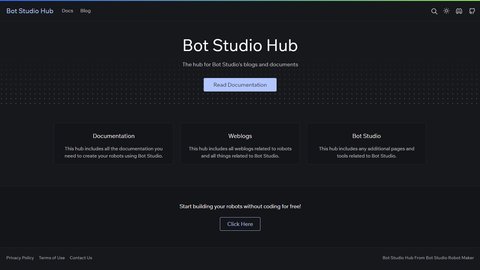 Bot Studio Hub
Docs
Blog
Bot Studio Hub
The hub for Bot Studio's blogs and documents
Read Documentation
Documentation
This hub includes all the documentation you
need to create your robots using Bot Studio.
Weblogs
This hub includes all weblogs related to robots
and all things related to Bot Studio.
Bot Studio
This hub includes any additional pages and
tools related to Bot Studio.
Start building your robots without coding for free!
Click Here
Privacy Policy
Terms of Use
Contact Us
Bot Studio Hub From Bot Studio Robot Maker